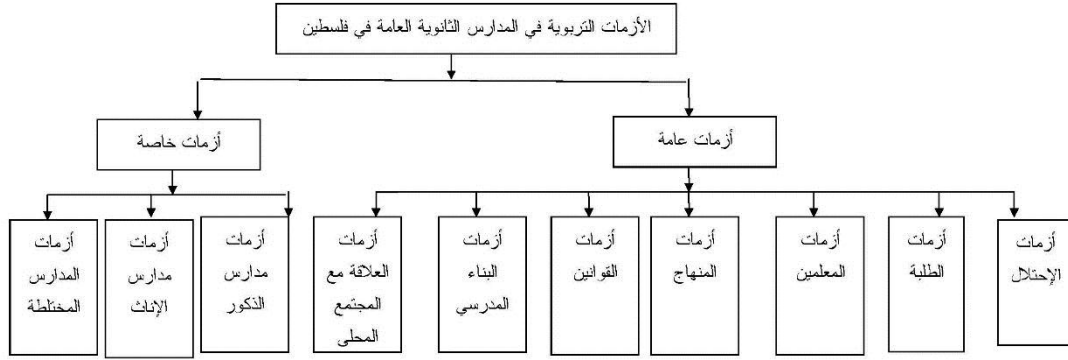 الأزمات التربوية في المدارس الثانوية العامة في فلسطين
أزمات عامة
أزمات خاصة
أزمات
الإحتلال
أزمات
الطلبة
أزمات
المعلمين
أزمات
المنهاج
أزمات
القوانين
أزمات
البناء
المدرسي
أزمات
العلاقة مع
المجتمع
المحلى
أزمات
مدارس
الذكور
أزمات
مدارس
الإناث
أزمات
المدارس
المختلطة